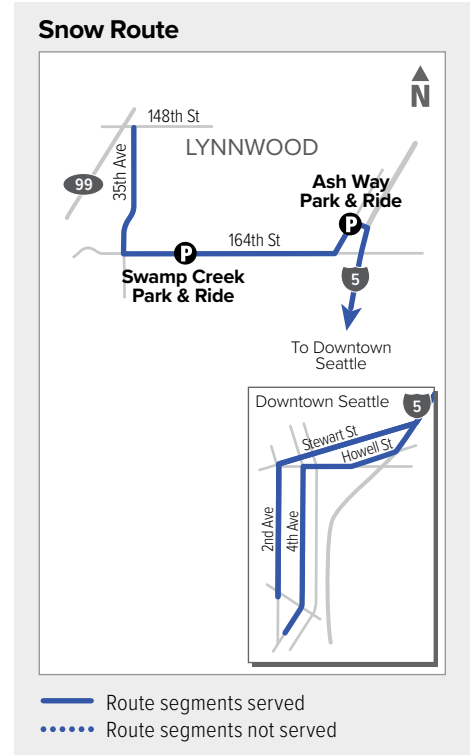 Snow Route
N
148th St
LYNNWOOD
35th Ave
99
Ash Way
Park & Ride
P
164th St
P
Swamp Creek
Park & Ride
5
To Downtown
Seattle
Downtown Seattle
5
Stewart St
Howell St
2nd Ave
4th Ave
Route segments served
Route segments not served